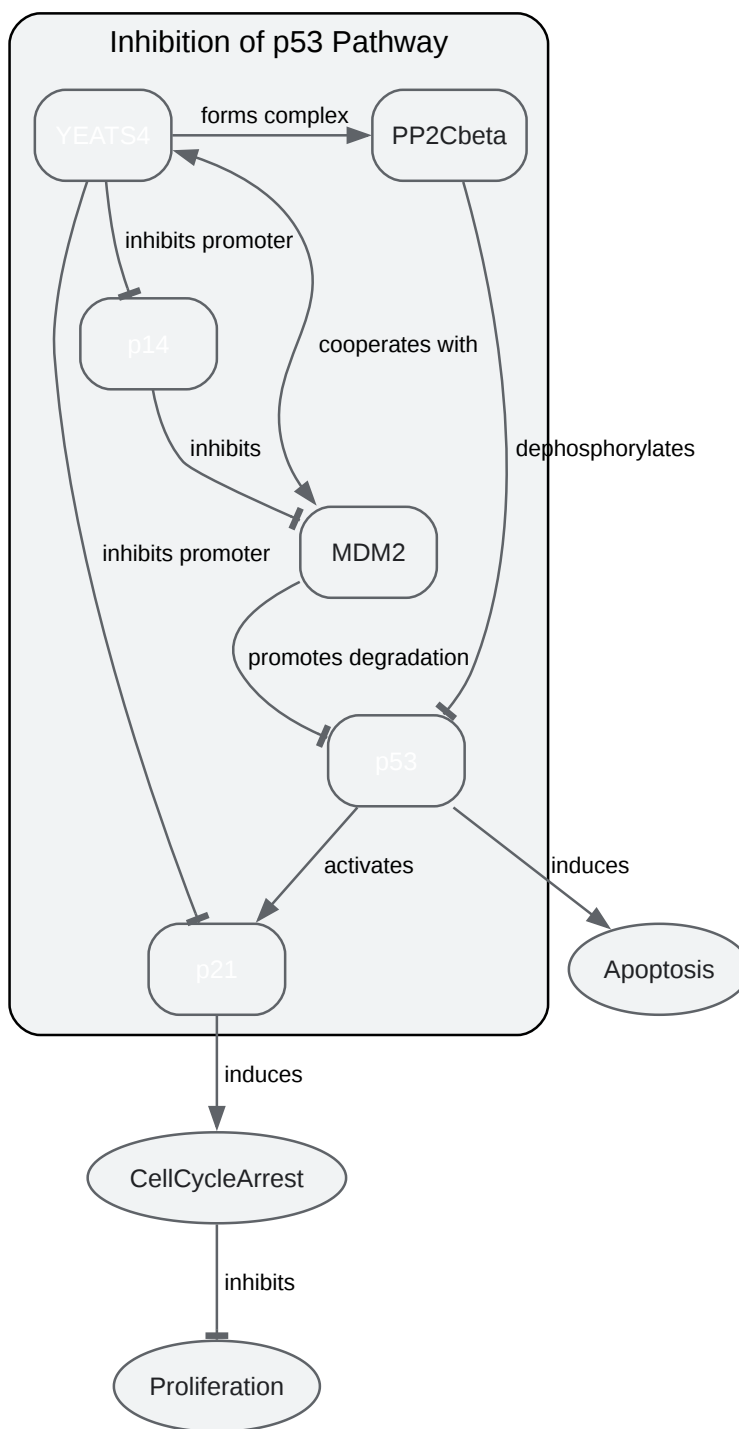 Inhibition of p53 Pathway
YEATS4
forms complex
PP2Cbeta
inhibits promoter
p14
cooperates with
inhibits
dephosphorylates
MDM2
inhibits promoter
promotes degradation
p53
activates
induces
p21
Apoptosis
induces
CellCycleArrest
inhibits
Proliferation